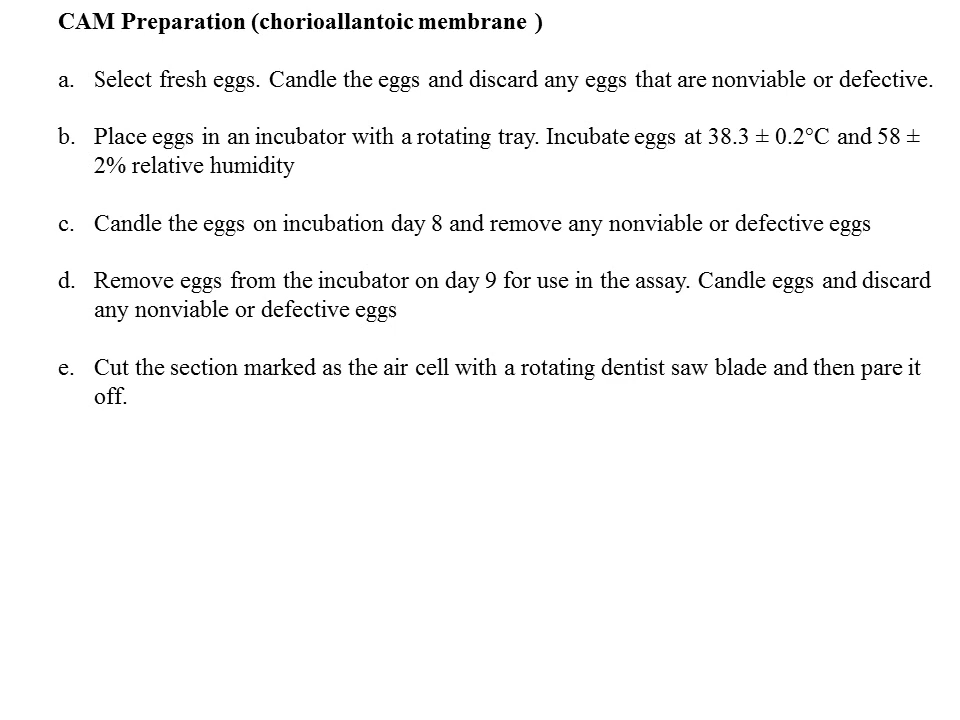 CAM Preparation (chorioallantoic membrane )
a. Select fresh eggs. Candle the eggs and discard any eggs that are nonviable or defective.
b. Place eggs in an incubator with a rotating tray. Incubate eggs at 38.3 ± 0.2°C and 58 ±
2% relative humidity
c. Candle the eggs on incubation day 8 and remove any nonviable or defective eggs
d. Remove eggs from the incubator on day 9 for use in the assay. Candle eggs and discard
any nonviable or defective eggs
e. Cut the section marked as the air cell with a rotating dentist saw blade and then pare it
off.